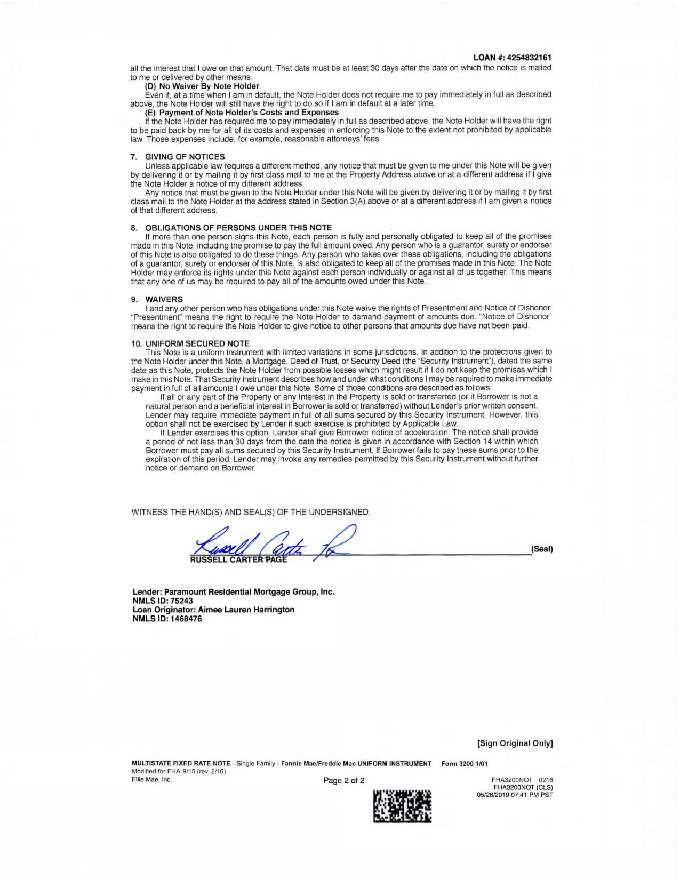 LOAN #: 4254832161
all the interest that I owe on that amount. That date must be at least 30 days after the date on which the notice is mailed
to me or delivered by other means.
(D) No Waiver By Note Holder
Even if, at a time when I am in default, the Note Holder does not require me to pay immediately in full as described
above, the Note Holder will still have the right to do so if I am in default at a later time.
(E) Payment of Note Holder's Costs and Expenses
If the Note Holder has required me to pay immediately in full as described above, the Note Holder will have the right
to be paid back by me for all of its costs and expenses in enforcing this Note to the extent not prohibited by applicable
law. Those expenses include, for example, reasonable attorneys' fees.
7. GIVING OF NOTICES
Unless applicable law requires a different method, any notice that must be given to me under this Note will be given
by delivering it or by mailing it by first class mail to me at the Property Address above or at a different address if I give
the Note Holder a notice of my different address.
Any notice that must be given to the Note Holder under this Note will be given by delivering it or by mailing it by first
class mail to the Note Holder at the address stated in Section 3(A) above or at a different address if I am given a notice
of that different address.
8. OBLIGATIONS OF PERSONS UNDER THIS NOTE
If more than one person signs this Note, each person is fully and personally obligated to keep all of the promises
made in this Note, including the promise to pay the full amount owed. Any person who is a guarantor, surety or endorser
of this Note is also obligated to do these things. Any person who takes over these obligations, including the obligations
of a guarantor, surety or endorser of this Note, is also obligated to keep all of the promises made in this Note. The Note
Holder may enforce its rights under this Note against each person individually or against all of us together. This means
that any one of us may be required to pay all of the amounts owed under this Note.
9. WAIVERS
I and any other person who has obligations under this Note waive the rights of Presentment and Notice of Dishonor.
"Presentment" means the right to require the Note Holder to demand payment of amounts due. "Notice of Dishonor"
means the right to require the Note Holder to give notice to other persons that amounts due have not been paid.
10. UNIFORM SECURED NOTE
This Note is a uniform instrument with limited variations in some jurisdictions. In addition to the protections given to
the Note Holder under this Note, a Mortgage, Deed of Trust, or Security Deed (the "Security Instrument"), dated the same
date as this Note, protects the Note Holder from possible losses which might result if I do not keep the promises which I
make in this Note. That Security Instrument describes how and under what conditions I may be required to make immediate
payment in full of all amounts I owe under this Note. Some of those conditions are described as follows:
If all or any part of the Property or any Interest in the Property is sold or transferred (or if Borrower is not a
natural person and a beneficial interest in Borrower is sold or transferred) without Lender's prior written consent,
Lender may require immediate payment in full of all sums secured by this Security Instrument. However, this
option shall not be exercised by Lender if such exercise is prohibited by Applicable Law.
If Lender exercises this option, Lender shall give Borrower notice of acceleration. The notice shall provide
a period of not less than 30 days from the date the notice is given in accordance with Section 14 within which
Borrower must pay all sums secured by this Security Instrument. If Borrower fails to pay these sums prior to the
expiration of this period, Lender may invoke any remedies permitted by this Security Instrument without further
notice or demand on Borrower.
WITNESS THE HAND(S) AND SEAL(S) OF THE UNDERSIGNED.
Russell Carter
(Seal)
RUSSELL CARTER PAGE
Lender: Paramount Residential Mortgage Group, Inc.
NMLS ID: 75243
Loan Originator: Aimee Lauren Harrington
NMLS ID: 1468476
[Sign Original Only]
MULTISTATE FIXED RATE NOTE - Single Family - Fannie Mae/Freddie Mac UNIFORM INSTRUMENT Form 3200 1/01
Modified for FHA 9/15 (rev. 2/16)
Ellie Mae, Inc.
Page 2 of 2
FHA3200NOT 0216
FHA3200NOT (CLS)
05/28/2019 07:41 PM PST